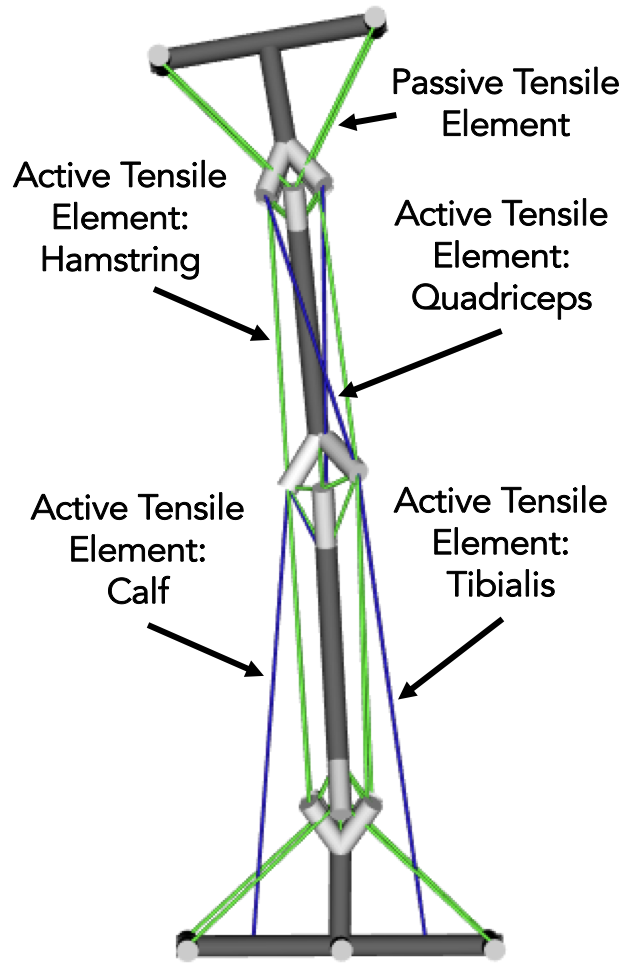 Passive Tensile
Element
Active Tensile
Element:
Hamstring
Active Tensile
Element:
Quadriceps
Active Tensile
Element:
Calf
Active Tensile
Element:
Tibialis